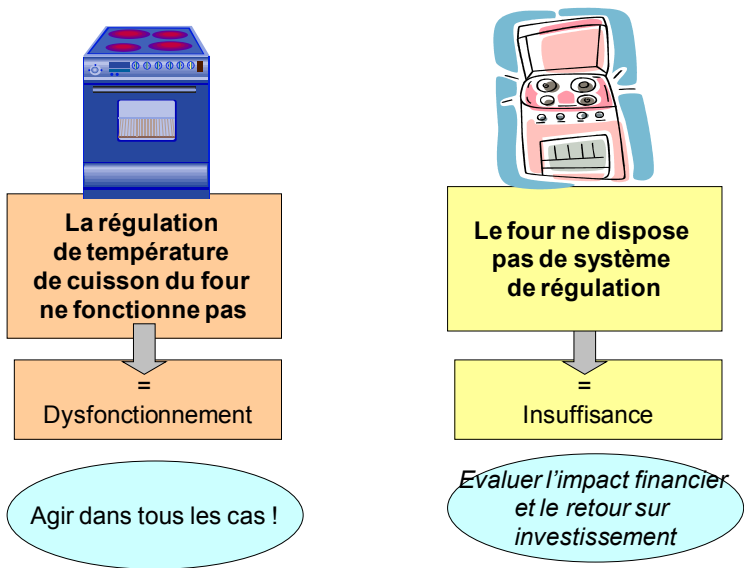 La régulation
de température
de cuisson du four
ne fonctionne pas
=
Dysfonctionnement
Agir dans tous les cas !
Le four ne dispose
pas de système
de régulation
=
Insuffisance
Evaluer l'impact financier
et le retour sur
investissement